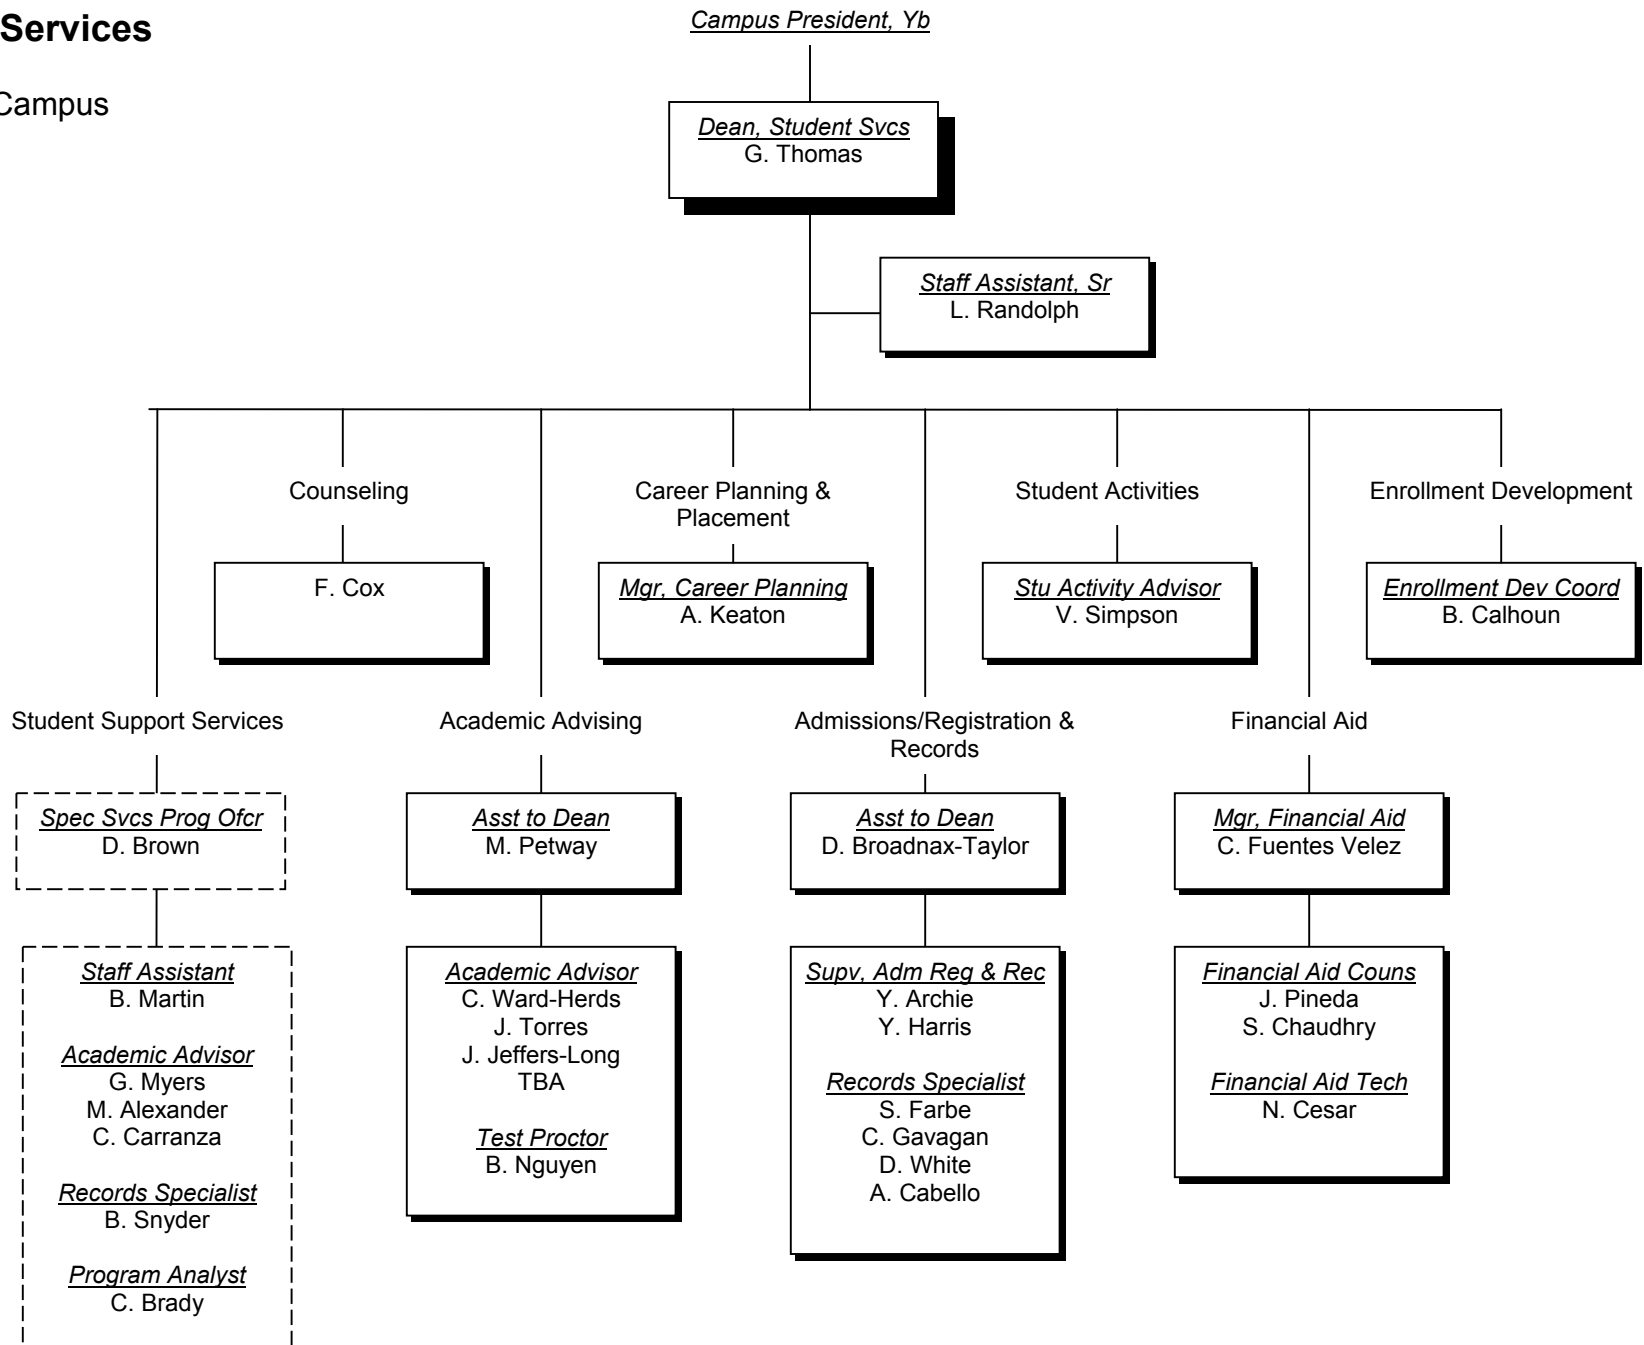 Services
Campus
Campus President, Yb
Dean, Student Svcs
G. Thomas
Staff Assistant, Sr
L. Randolph
Counseling
F. Cox
Career Planning &
Placement
Mgr, Career Planning
A. Keaton
Student Activities
Stu Activity Advisor
V. Simpson
Enrollment Development
Enrollment Dev Coord
B. Calhoun
Student Support Services
Spec Svcs Prog Ofcr
D. Brown
Staff Assistant
B. Martin
Academic Advisor
G. Myers
M. Alexander
C. Carranza
Records Specialist
B. Snyder
Program Analyst
C. Brady
Academic Advising
Asst to Dean
M. Petway
Academic Advisor
C. Ward-Herds
J. Torres
J. Jeffers-Long
TBA
Test Proctor
B. Nguyen
Admissions/Registration &
Records
Asst to Dean
D. Broadnax-Taylor
Supv, Adm Reg & Rec
Y. Archie
Y. Harris
Records Specialist
S. Farbe
C. Gavagan
D. White
A. Cabello
Financial Aid
Mgr, Financial Aid
C. Fuentes Velez
Financial Aid Couns
J. Pineda
S. Chaudhry
Financial Aid Tech
N. Cesar